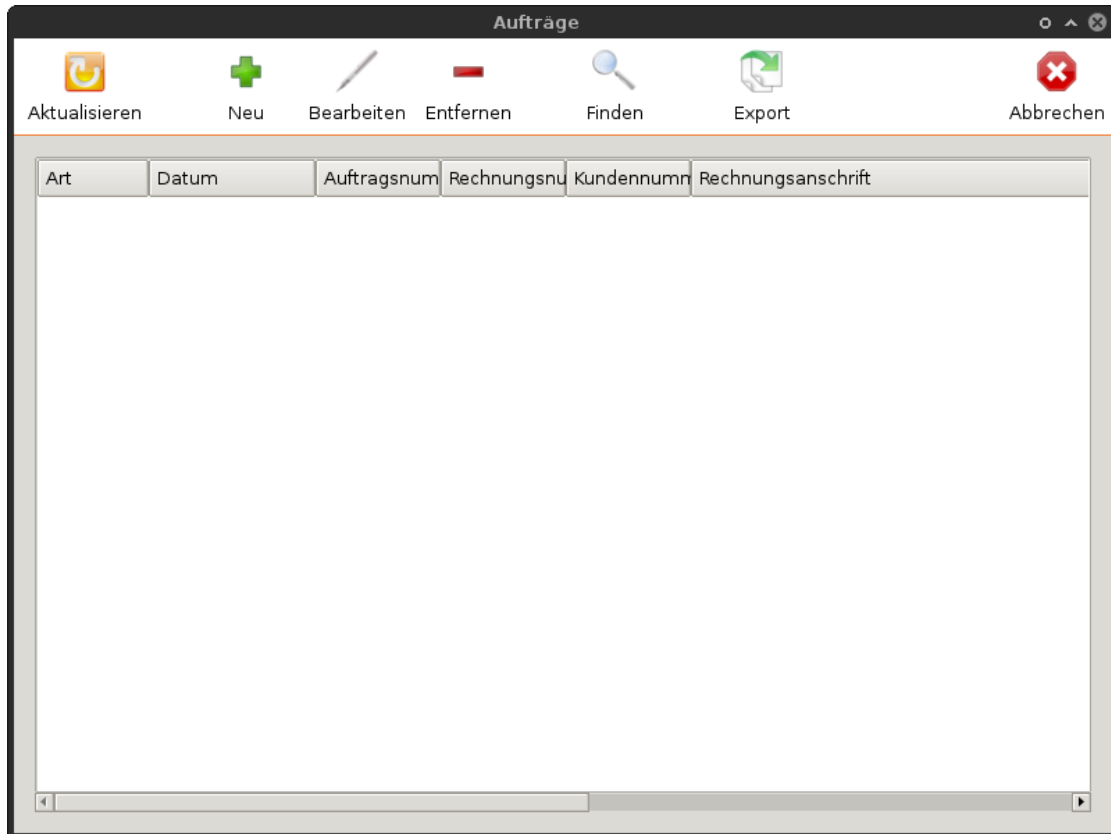 Aufträge
Aktualisieren Neu Bearbeiten Entfernen Finden Export Abbrechen
Art Datum Auftragsnum Rechnungsnu Kundennumm Rechnungsanschrift